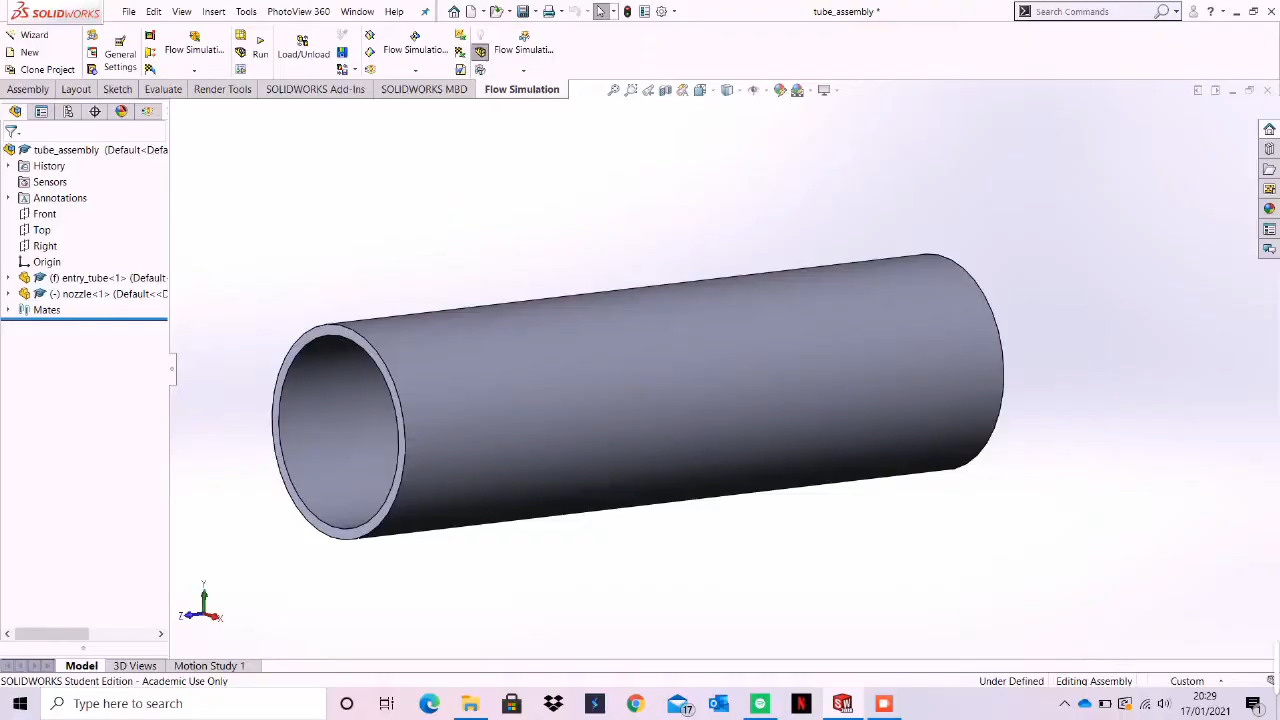 SOLIDWORKS File Edit View Insert Tools PhotoView 360 Window Help tube_assembly * Search Commands
Wizard
New
Clone Project
General Settings
Flow Simulati...
Run
Load/Unload
Flow Simulatio...
Flow Simulati...
Assembly Layout Sketch Evaluate Render Tools SOLIDWORKS Add-Ins SOLIDWORKS MBD Flow Simulation
tube_assembly (Default<Defa
History
Sensors
Annotations
Front
Top
Right
Origin
(f) entry_tube<1> (Default-
(-) nozzle<1> (Default<<D
Mates
Y
Z X
Model 3D Views Motion Study 1
SOLIDWORKS Student Edition - Academic Use Only Under Defined Editing Assembly Custom
Type here to search 17 20:29
17/01/2021